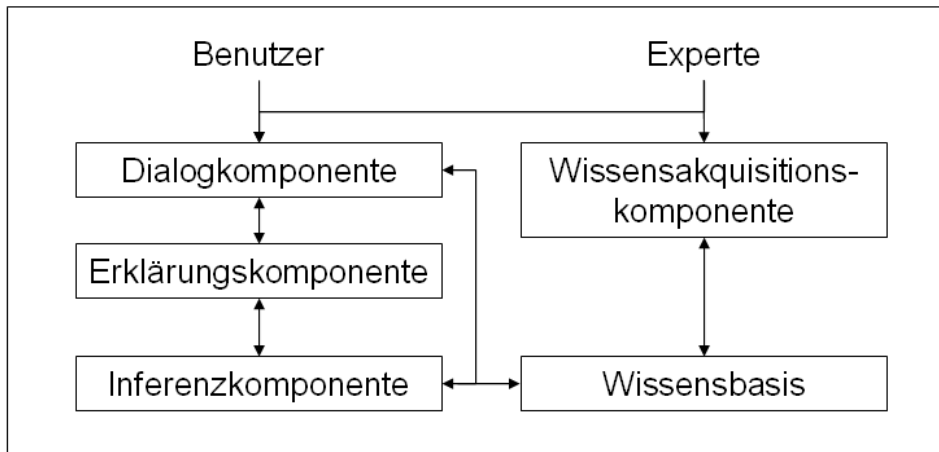 Benutzer
Experte
Dialogkomponente
Wissensakquisitions-
komponente
Erklärungskomponente
Inferenzkomponente
Wissensbasis